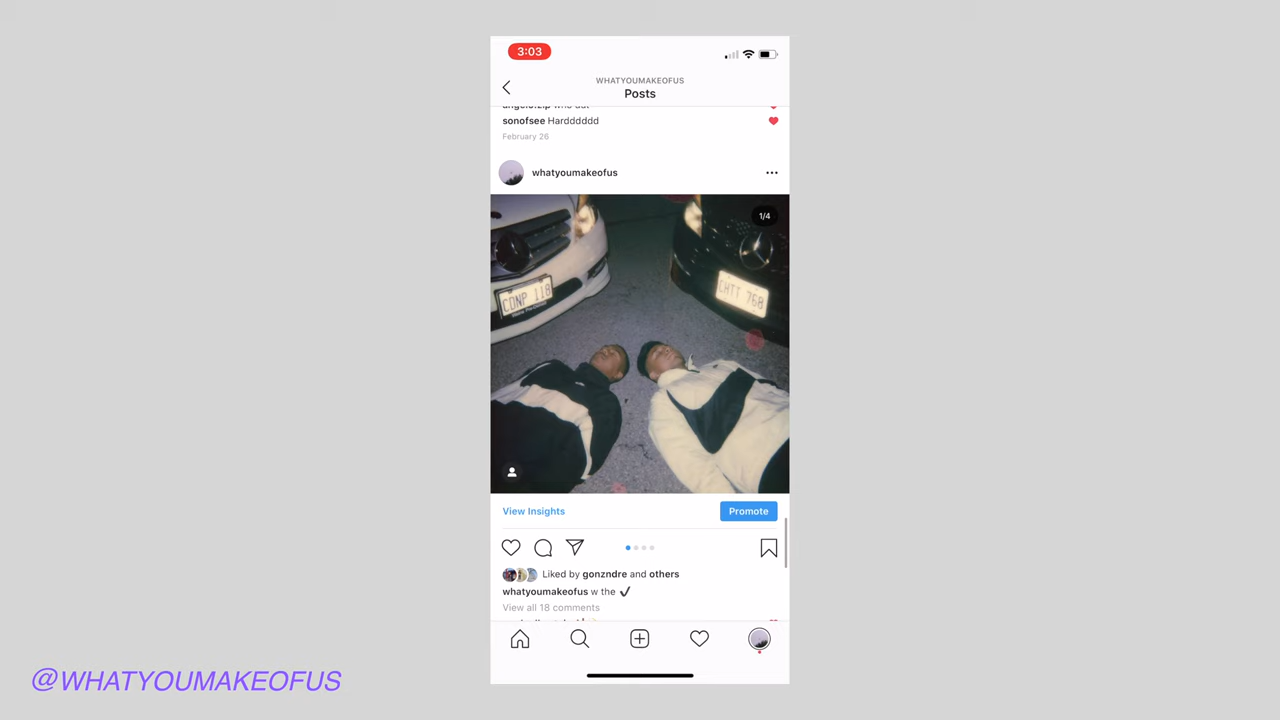 3:03
WHATYOUMAKEOFUS
Posts
sonofsee Hardddddd
February 26
whatyoumakeofus
1/4
CONP 118
CHTT 768
View Insights
Promote
Liked by gonzndre and others
whatyoumakeofus w the ✓
View all 18 comments
@WHATYOUMAKEOFUS